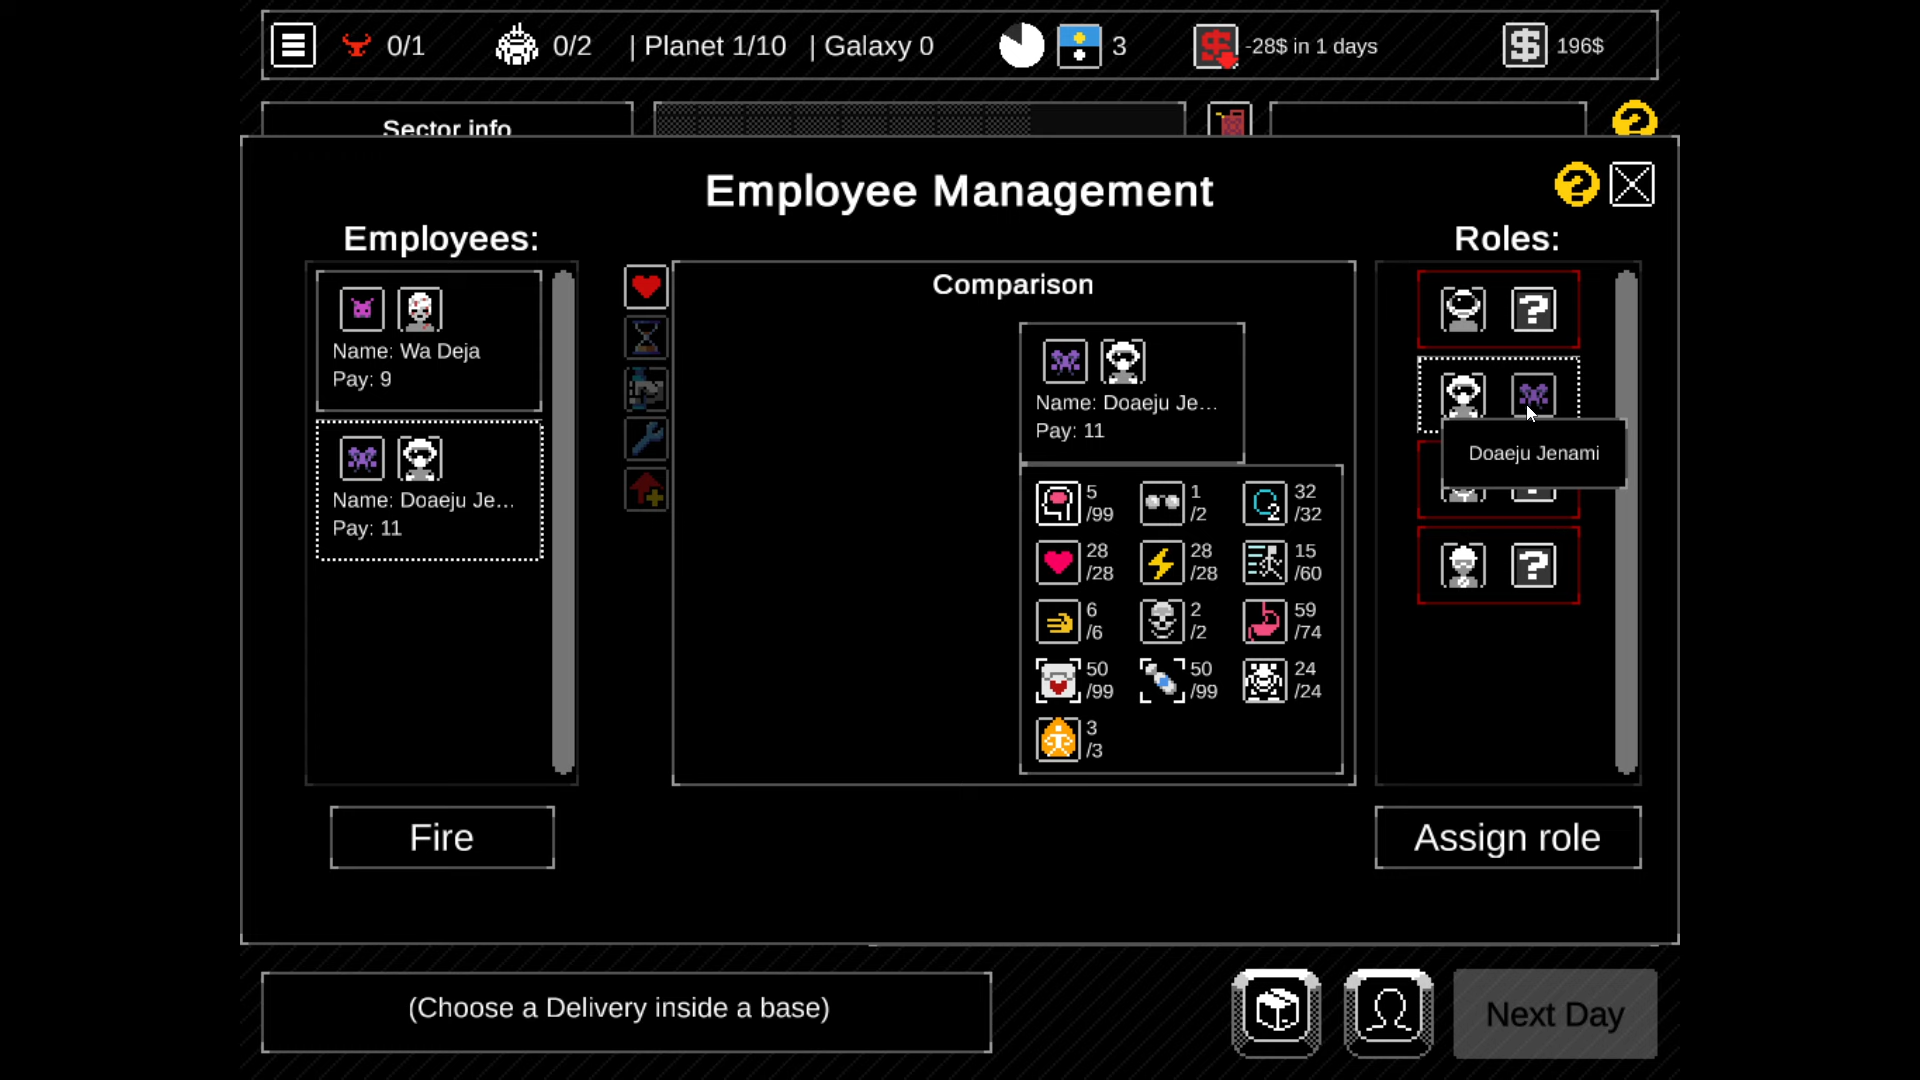 0/1 0/2 | Planet 1/10 | Galaxy 0 3 -28$ in 1 days 196$
Sector info
Employee Management
Employees:
Roles:
Name: Wa Deja
Pay: 9
Name: Doaeju Je...
Pay: 11
Comparison
Name: Doaeju Je...
Pay: 11
5 /99 1 /2 32 /32
28 /28 28 /28 15 /60
6 /6 2 /2 59 /74
50 /99 50 /99 24 /24
3 /3
Doaeju Jenami
Fire
Assign role
(Choose a Delivery inside a base)
Next Day